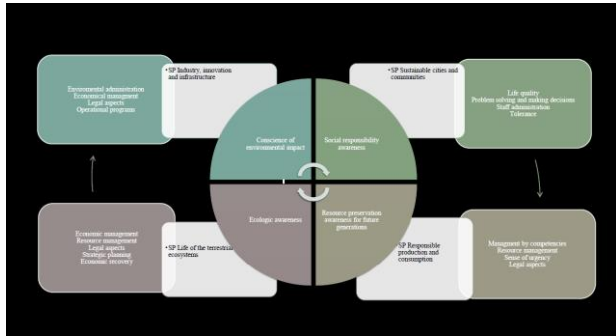 Enviromental administration
Economical managment
Legal aspects
Operational programs
•SP Industry, innovation
and infrastructure
•SP Sustainable cities and
communities
Life quality
Problem solving and making decisions
Staff administration
Tolerance
Conscience of
environmental impact
Social responsibility
awareness
Ecologic awareness
Resource preservation
awareness for future
generations
Economic management
Resource management
Legal aspects
Strategic planning
Economic recovery
•SP Life of the terrestrial
ecosystems
SP Responsible
production and
consumption
Managment by competencies
Resource management
Sense of urgency
Legal aspects